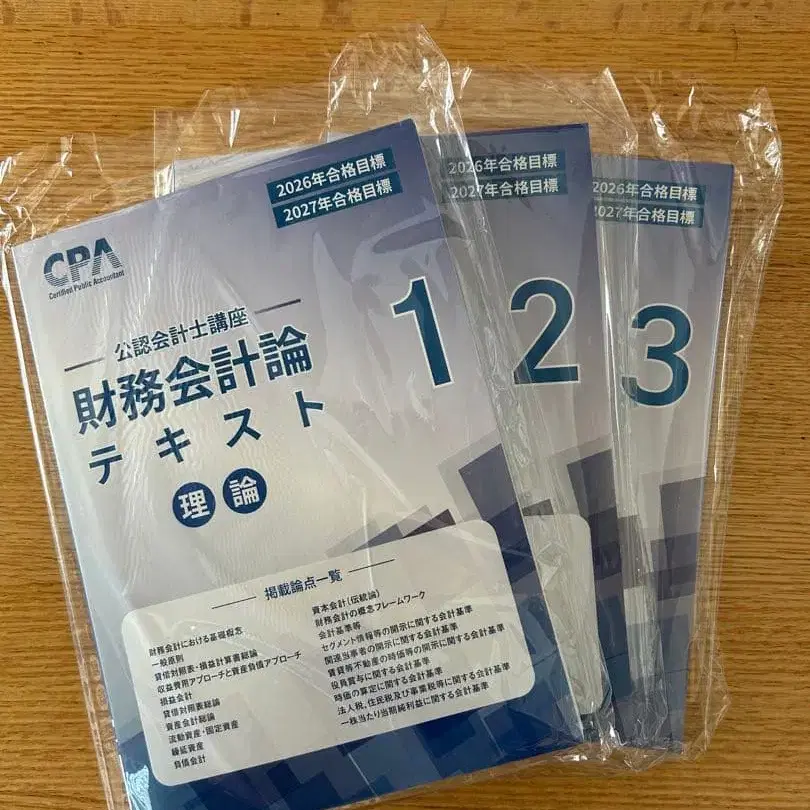 2026年合格目標
2027年合格目標
CPA
Certified Public Accountant
公認会計士講座
財務会計論
テキスト
理論
1
掲載論点一覧
財務会計における基礎概念
一般原則
貸借対照表・損益計算書総論
収益費用アプローチと資産負債アプローチ
損益会計
貸借対照表総論
資産会計総論
流動資産・固定資産
繰延資産
負債会計
資本会計(伝統論)
財務会計の概念フレームワーク
会計基準等
セグメント情報等の開示に関する会計基準
関連当事者の開示に関する会計基準
賃貸等不動産の時価等の開示に関する会計基準
役員賞与に関する会計基準
時価の算定に関する会計基準
法人税、住民税及び事業税等に関する会計基準
一株当たり当期純利益に関する会計基準
2026年合格目標
2027年合格目標
2
2026年合格目標
2027年合格目標
3